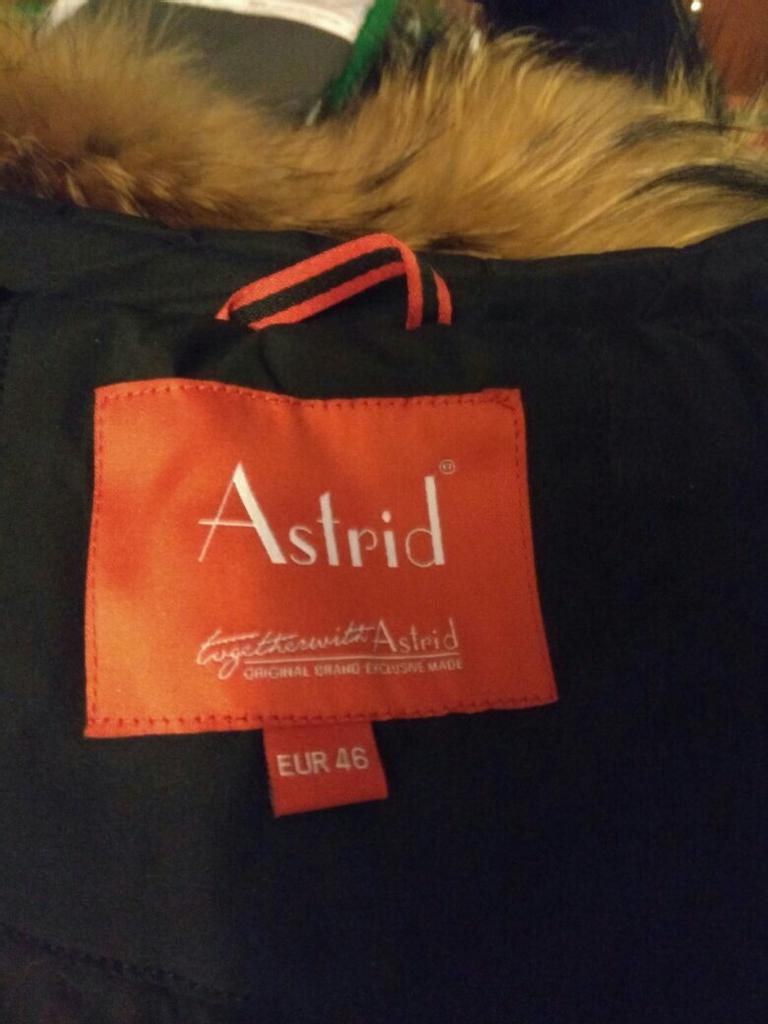 Astrid®
togetherwith Astrid
ORIGINAL BRAND EXCLUSIVE MADE
EUR 46